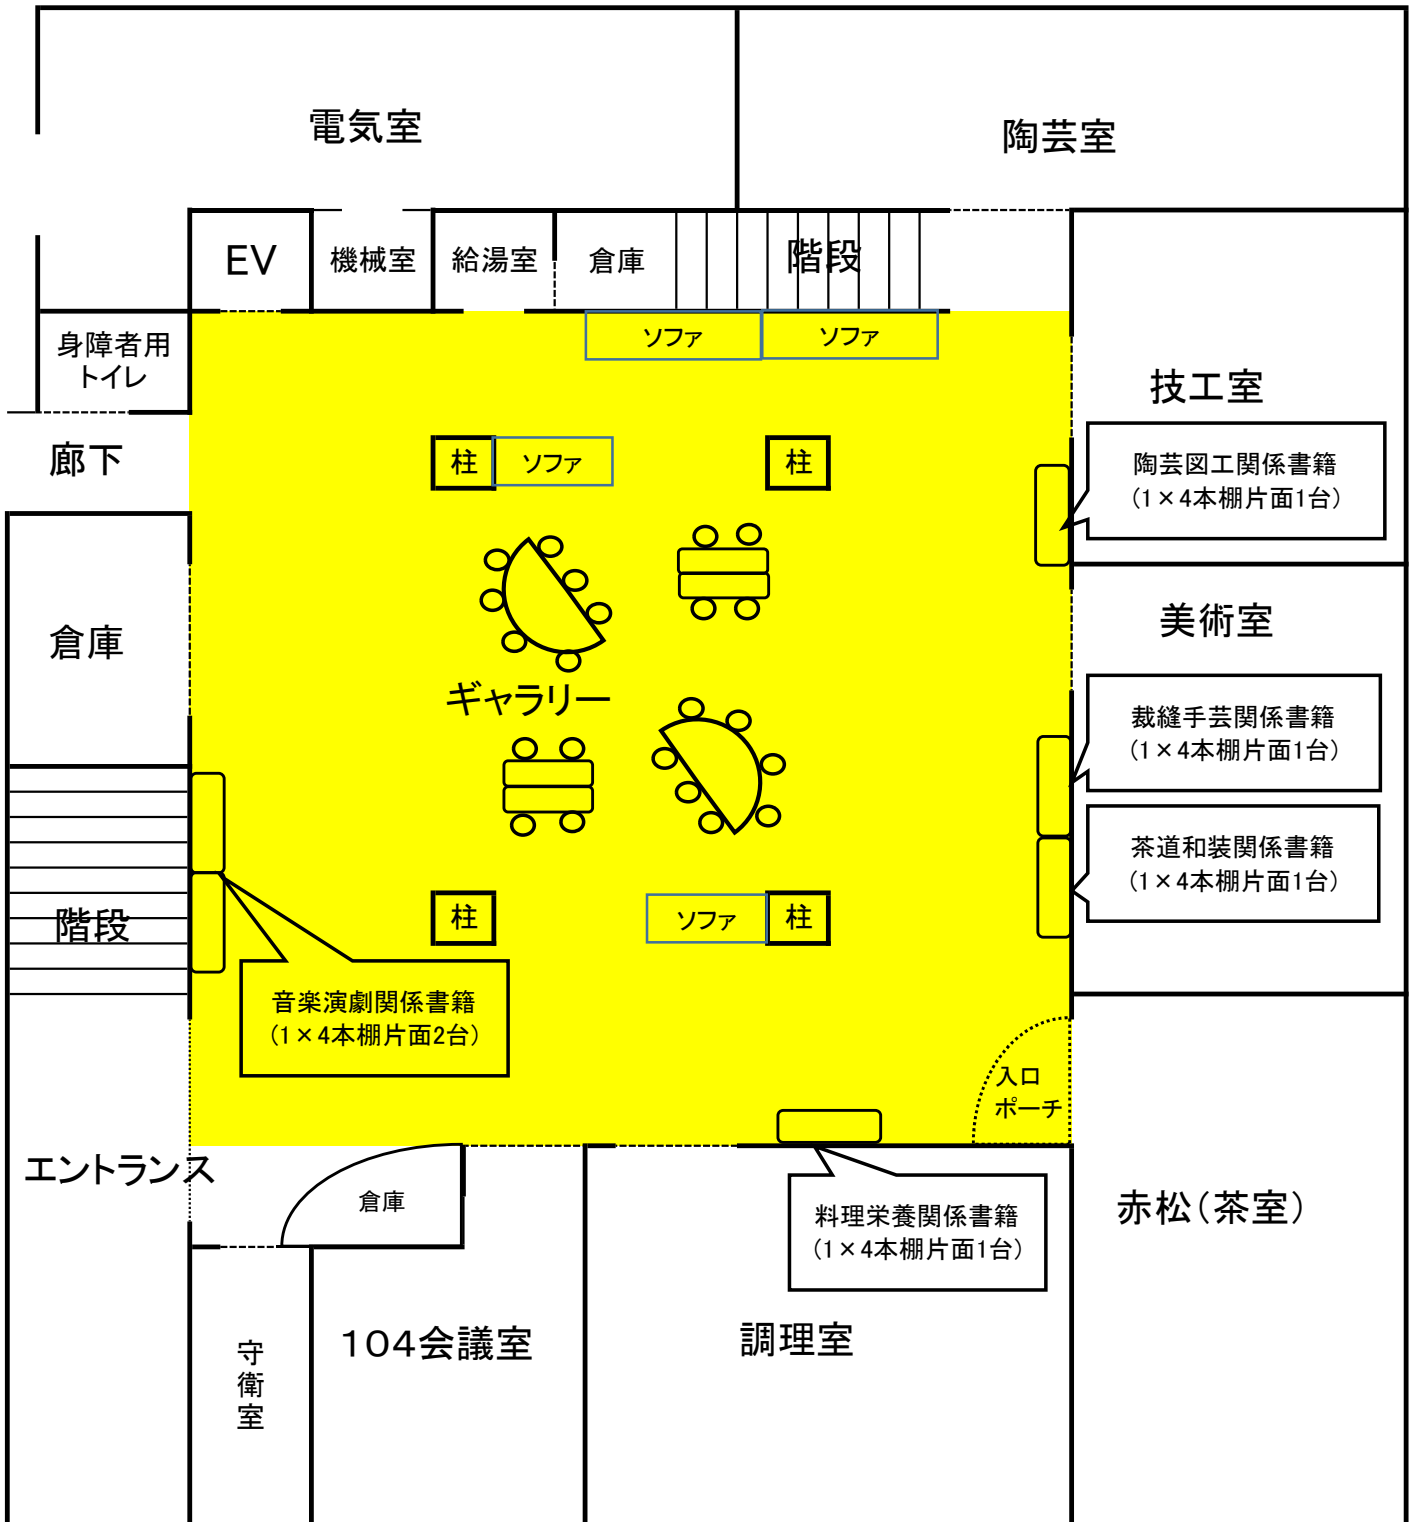 電気室
陶芸室
EV
機械室
給湯室
倉庫
階段
身障者用
トイレ
ソファ
ソファ
技工室
廊下
柱
ソファ
柱
陶芸図工関係書籍
(1×4本棚片面1台)
倉庫
美術室
ギャラリー
裁縫手芸関係書籍
(1×4本棚片面1台)
茶道和装関係書籍
(1×4本棚片面1台)
階段
柱
ソファ
柱
音楽演劇関係書籍
(1×4本棚片面2台)
入口
ポーチ
エントランス
倉庫
料理栄養関係書籍
(1×4本棚片面1台)
赤松(茶室)
守
衛
室
104会議室
調理室